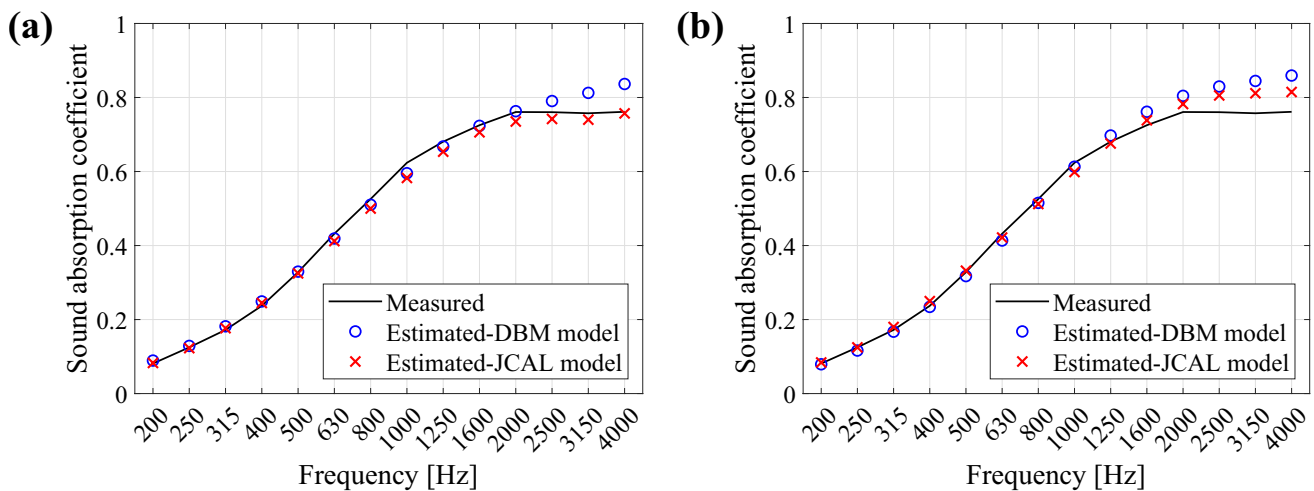 (a)
Sound absorption coefficient
1
0.8
0.6
0.4
0.2
0
Measured
Estimated-DBM model
Estimated-JCAL model
200 250 315 400 500 630 800 1000 1250 1600 2000 2500 3150 4000
Frequency [Hz]
(b)
Sound absorption coefficient
1
0.8
0.6
0.4
0.2
0
Measured
Estimated-DBM model
Estimated-JCAL model
200 250 315 400 500 630 800 1000 1250 1600 2000 2500 3150 4000
Frequency [Hz]